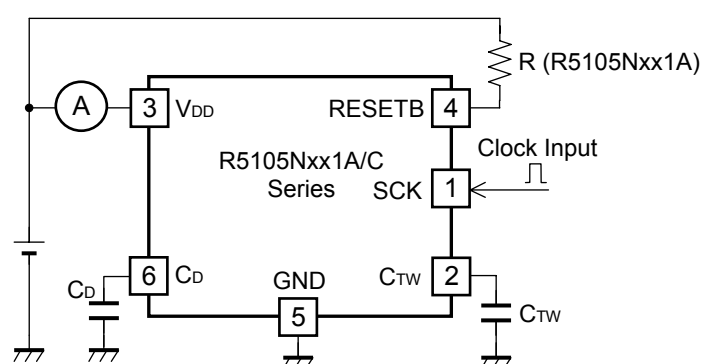 R (R5105Nxx1A)
A
3
VDD
RESETB
4
R5105Nxx1A/C
Series
Clock Input
SCK
1
6
CD
CD
GND
5
CTW
2
CTW